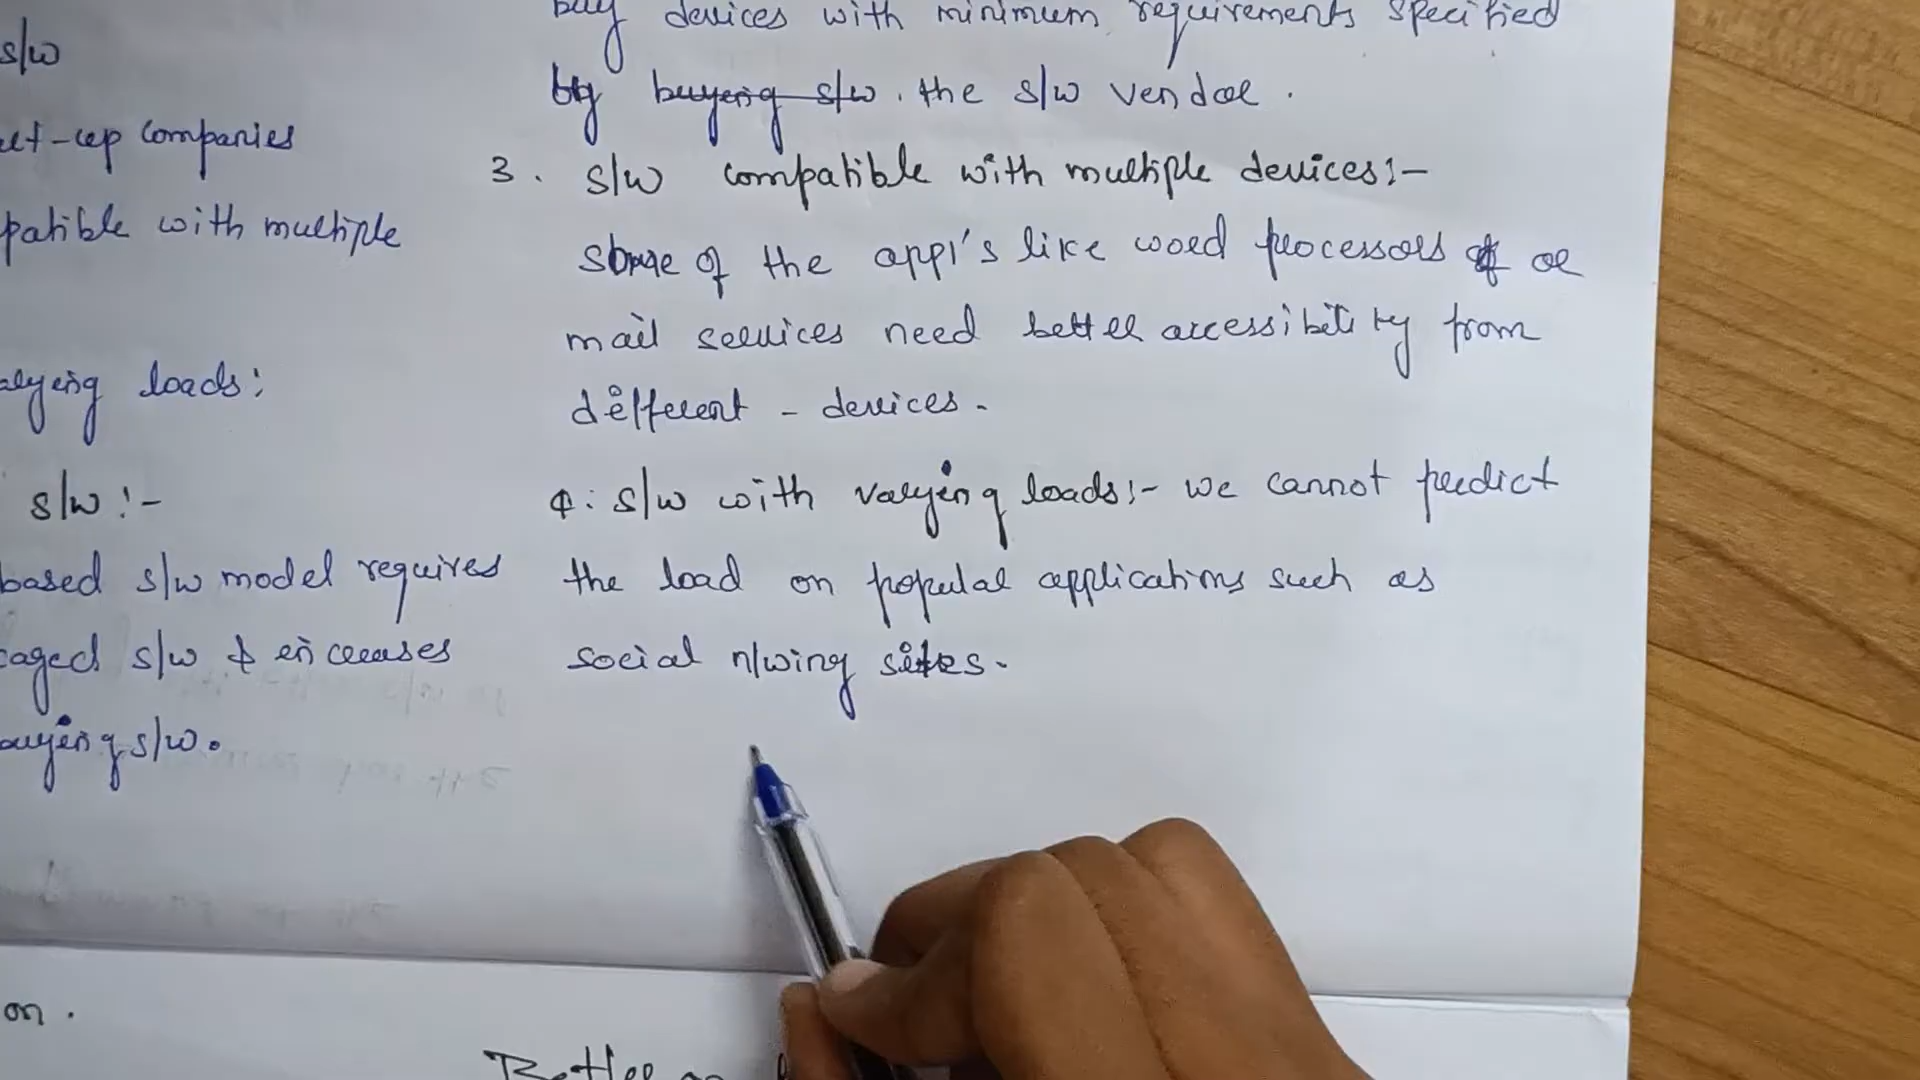 s/w
companies
with multiple
loads:
s/w :-
based s/w model requires
s/w & increases
s/w.
on.
buy devices with minimum requirements specified
by buying s/w. the s/w vendor.
3. s/w compatible with multiple devices:-
some of the appl's like word processors or
mail services need better accessibility from
different - devices.
4. s/w with varying loads:- we cannot predict
the load on popular applications such as
social n/wing sites.